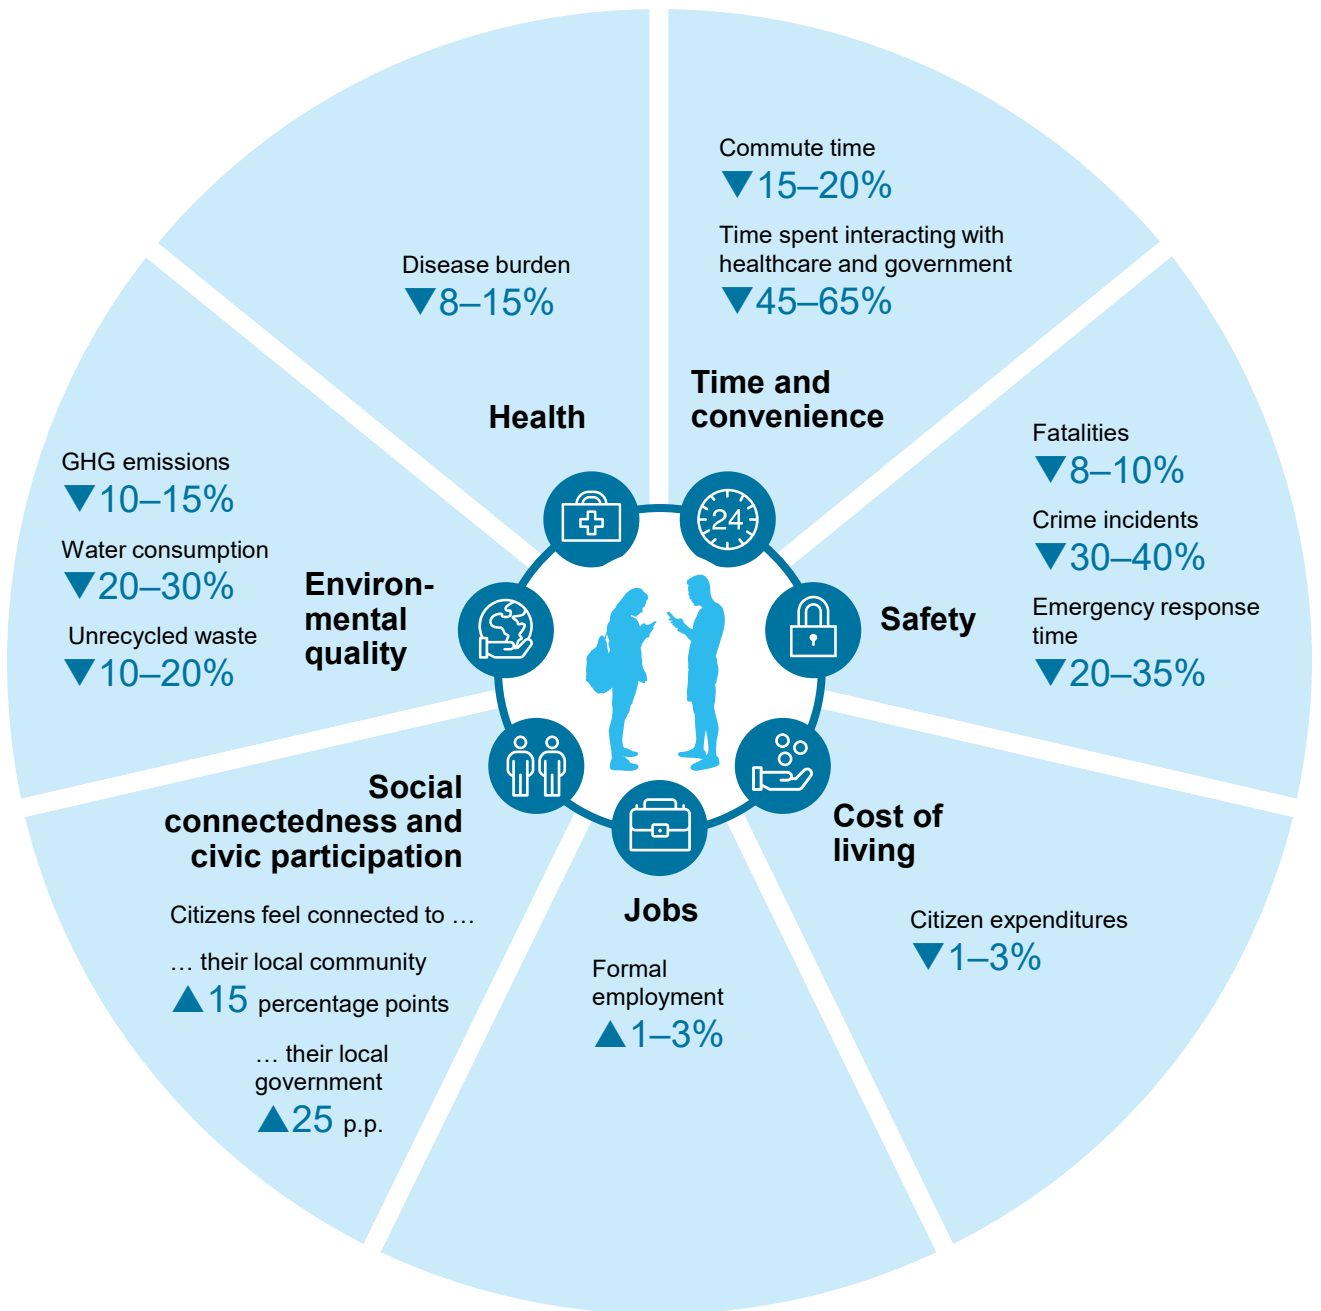 Commute time
▼15–20%
Time spent interacting with
healthcare and government
▼45–65%
Time and
convenience
24
Fatalities
▼8–10%
Crime incidents
▼30–40%
Emergency response
time
▼20–35%
Safety
Cost of
living
Citizen expenditures
▼1–3%
Jobs
Formal
employment
▲1–3%
Social
connectedness and
civic participation
Citizens feel connected to …
… their local community
▲15 percentage points
… their local
government
▲25 p.p.
GHG emissions
▼10–15%
Water consumption
▼20–30%
Unrecycled waste
▼10–20%
Environ-
mental
quality
Disease burden
▼8–15%
Health